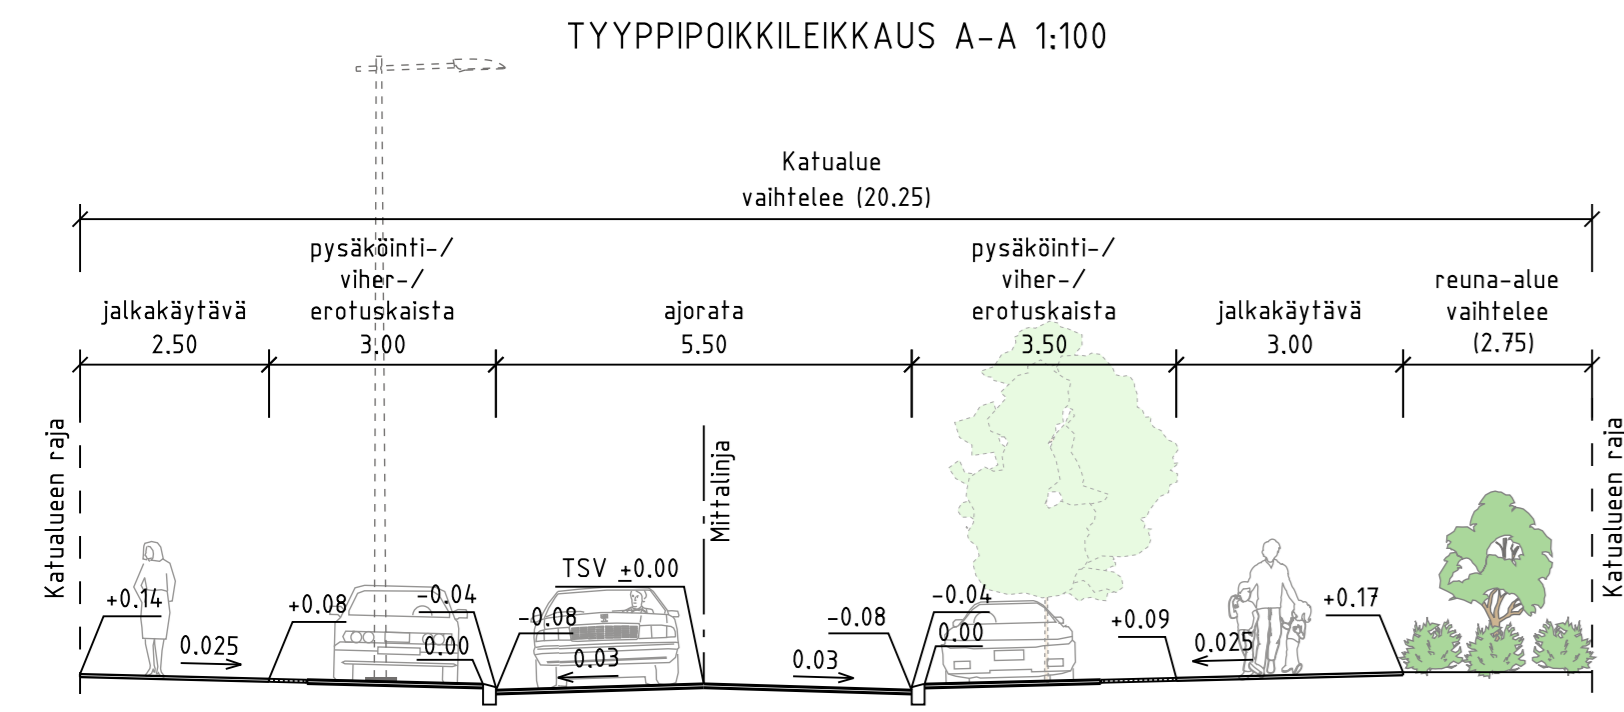 TYYPPIPOIKKILEIKKAUS A-A 1:100
Katualue
vaihtelee (20.25)
jalkakäytävä
2.50
pysäköinti-/
viher-/
erotuskaista
3.00
ajorata
5.50
pysäköinti-/
viher-/
erotuskaista
3.50
jalkakäytävä
3.00
reuna-alue
vaihtelee
(2.75)
Katualueen raja
Mittalinja
Katualueen raja
+0.14
0.025
+0.08
-0.04
0.00
-0.08
TSV ±0.00
0.03
0.03
-0.08
-0.04
0.00
+0.09
0.025
+0.17